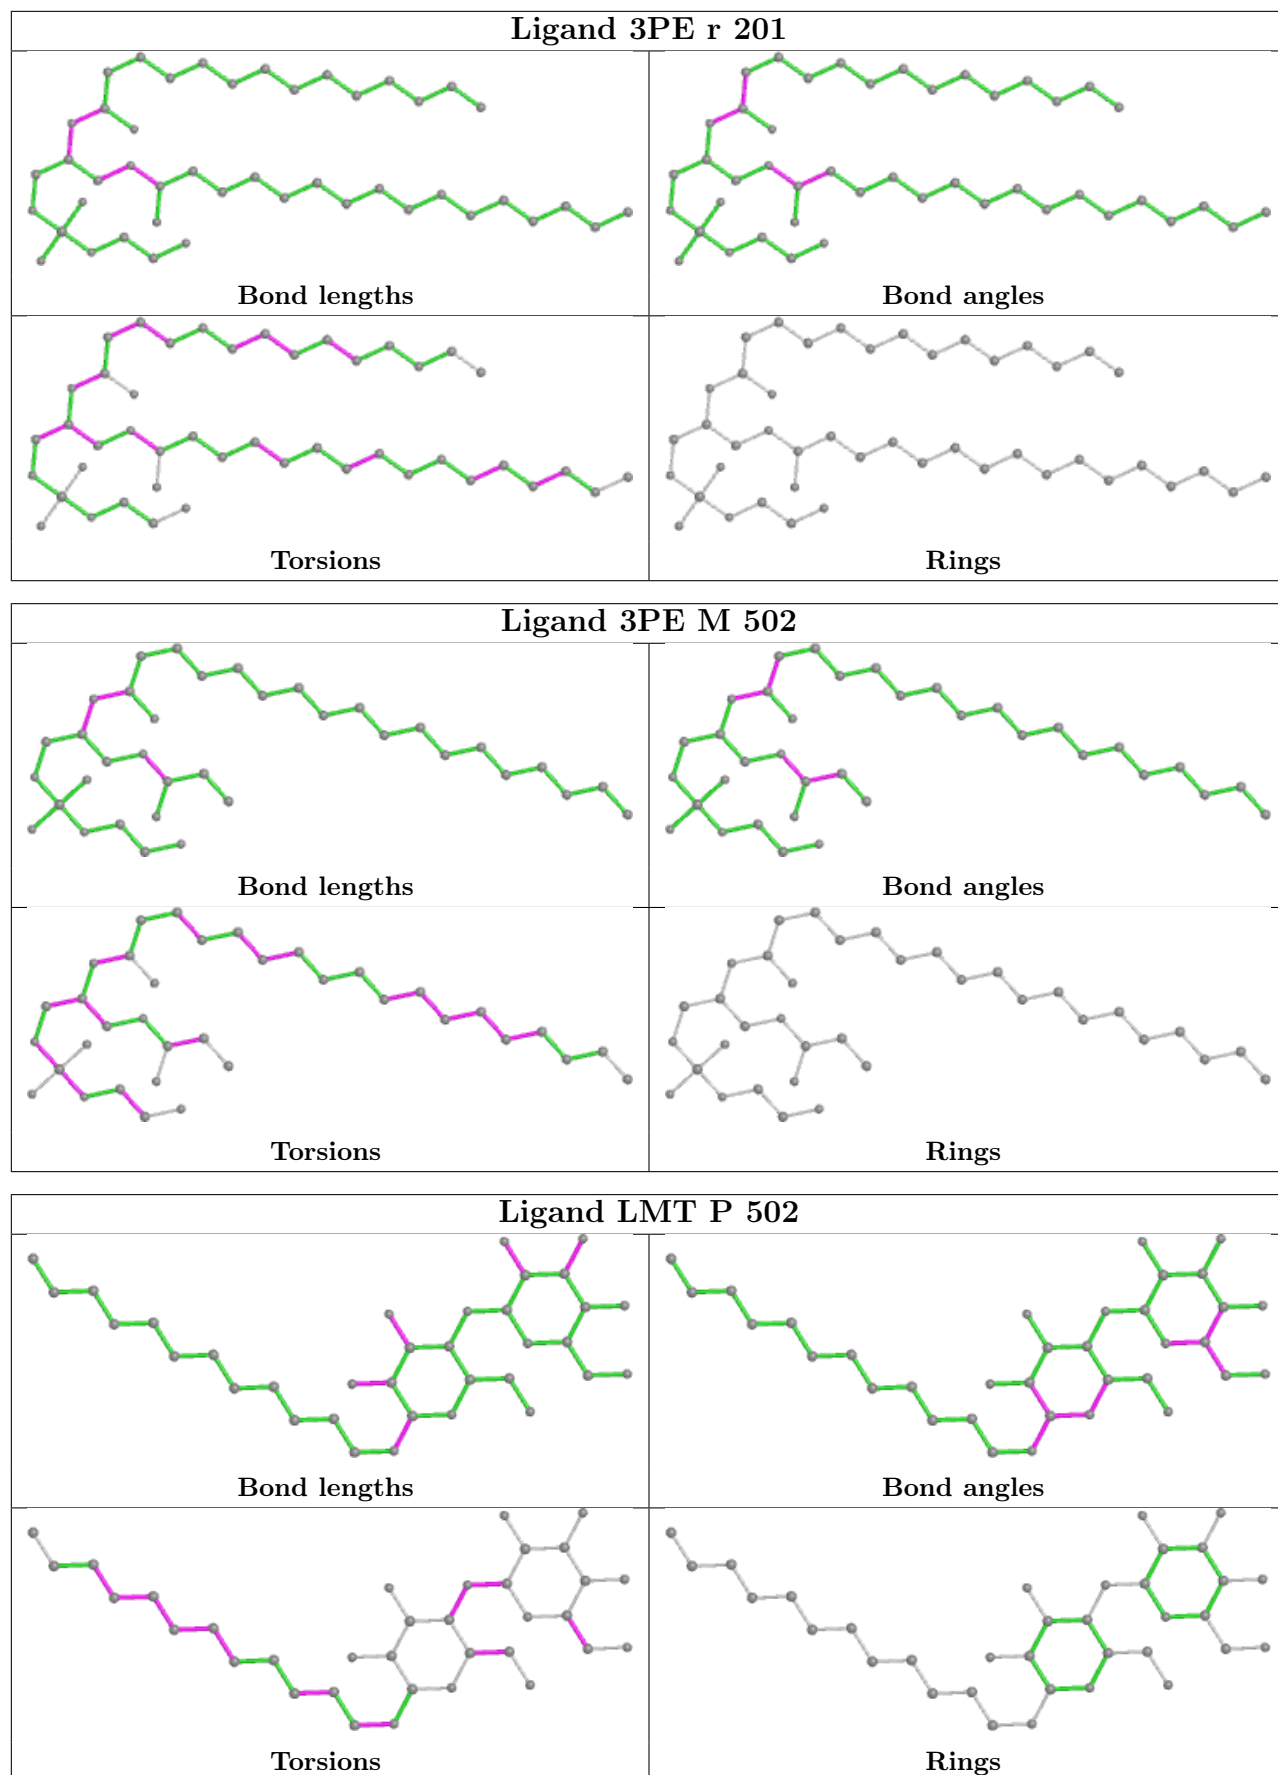 Ligand 3PE r 201
Bond lengths
Bond angles
Torsions
Rings
Ligand 3PE M 502
Bond lengths
Bond angles
Torsions
Rings
Ligand LMT P 502
Bond lengths
Bond angles
Torsions
Rings